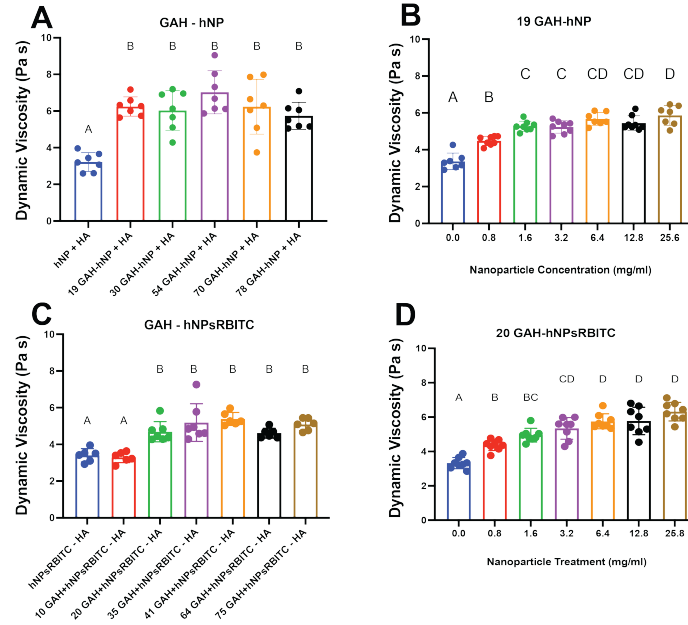 A
GAH - hNP
Dynamic Viscosity (Pa s)
10
8
6
4
2
0
A
B
B
B
B
B
hNP + HA
19 GAH-hNP + HA
30 GAH-hNP + HA
54 GAH-hNP + HA
70 GAH-hNP + HA
78 GAH-hNP + HA
B
19 GAH-hNP
Dynamic Viscosity (Pa s)
10
8
6
4
2
0
A
B
C
C
CD
CD
D
0.0
0.8
1.6
3.2
6.4
12.8
25.6
Nanoparticle Concentration (mg/ml)
C
GAH - hNPsRBITC
Dynamic Viscosity (Pa s)
10
8
6
4
2
0
A
A
B
B
B
B
B
hNPsRBITC - HA
10 GAH+hNPsRBITC - HA
20 GAH+hNPsRBITC - HA
35 GAH+hNPsRBITC - HA
41 GAH+hNPsRBITC - HA
64 GAH+hNPsRBITC - HA
75 GAH+hNPsRBITC - HA
D
20 GAH-hNPsRBITC
Dynamic Viscosity (Pa s)
10
8
6
4
2
0
A
B
BC
CD
D
D
D
0.0
0.8
1.6
3.2
6.4
12.8
25.8
Nanoparticle Treatment (mg/ml)